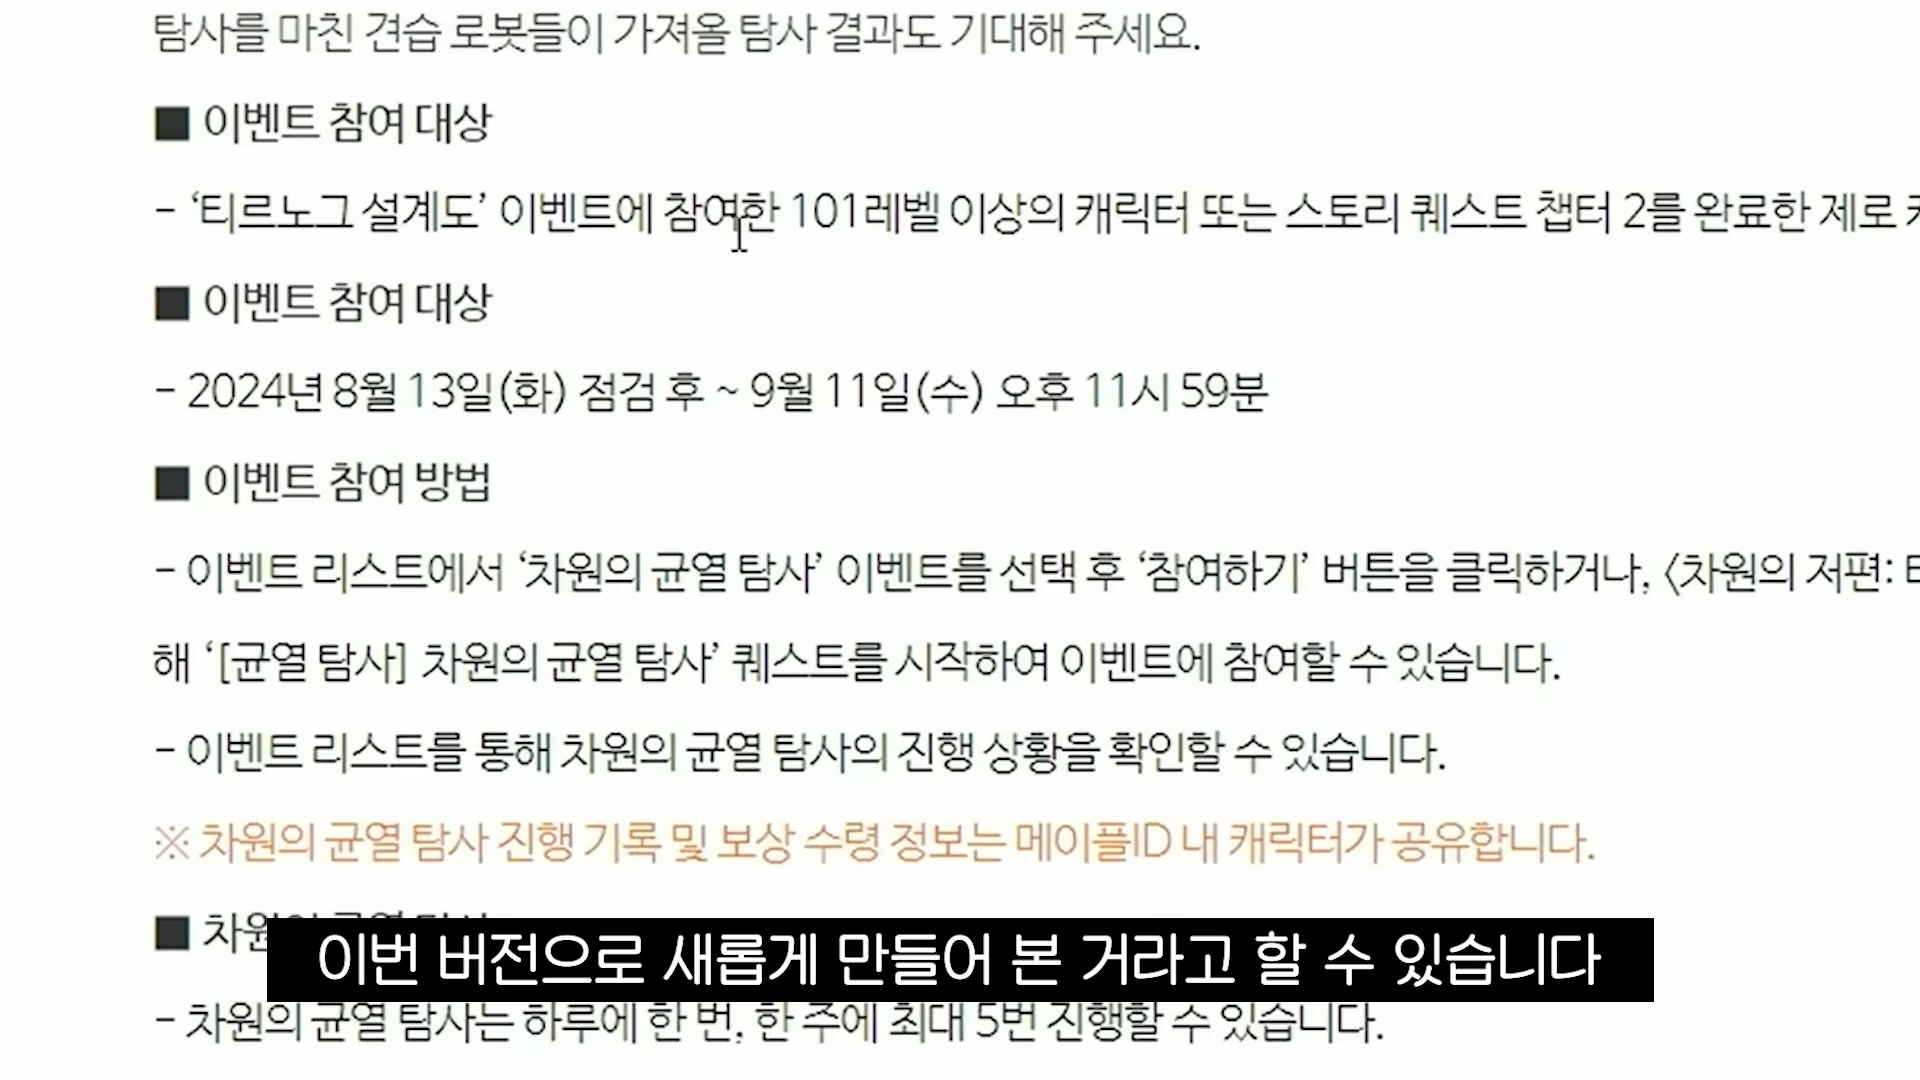 탐사를 마친 견습 로봇들이 가져올 탐사 결과도 기대해 주세요.
■ 이벤트 참여 대상
- ‘티르노그 설계도’ 이벤트에 참여한 101레벨 이상의 캐릭터 또는 스토리 퀘스트 챕터 2를 완료한 제로
■ 이벤트 참여 대상
- 2024년 8월 13일(화) 점검 후 ~ 9월 11일(수) 오후 11시 59분
■ 이벤트 참여 방법
- 이벤트 리스트에서 ‘차원의 균열 탐사’ 이벤트를 선택 후 ‘참여하기’ 버튼을 클릭하거나, <차원의 저편:
해 ‘[균열 탐사] 차원의 균열 탐사’ 퀘스트를 시작하여 이벤트에 참여할 수 있습니다.
- 이벤트 리스트를 통해 차원의 균열 탐사의 진행 상황을 확인할 수 있습니다.
※ 차원의 균열 탐사 진행 기록 및 보상 수령 정보는 메이플ID 내 캐릭터가 공유합니다.
■
이번 버전으로 새롭게 만들어 본 거라고 할 수 있습니다
- 차원의 균열 탐사는 하루에 한 번, 한 주에 최대 5번 진행할 수 있습니다.